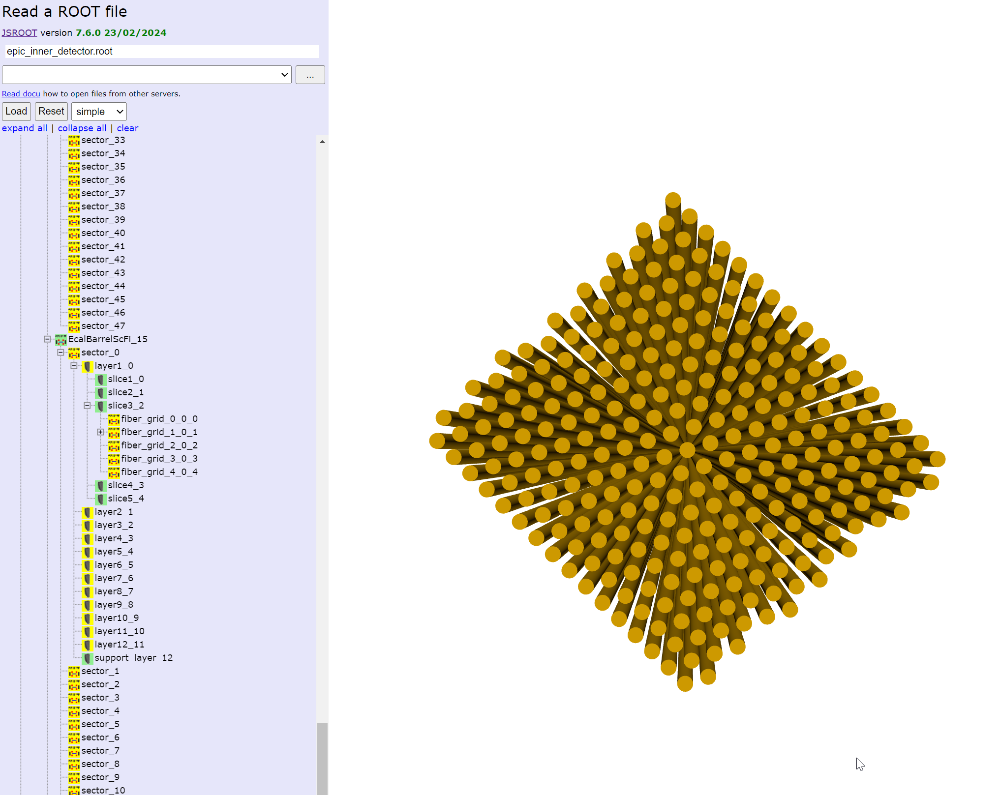 Read a ROOT file
JSROOT version 7.6.0 23/02/2024
epic_inner_detector.root
...
Read docu how to open files from other servers.
Load Reset simple
expand all | collapse all | clear
sector_33
sector_34
sector_35
sector_36
sector_37
sector_38
sector_39
sector_40
sector_41
sector_42
sector_43
sector_44
sector_45
sector_46
sector_47
EcalBarrelScFi_15
sector_0
layer1_0
slice1_0
slice2_1
slice3_2
fiber_grid_0_0_0
fiber_grid_1_0_1
fiber_grid_2_0_2
fiber_grid_3_0_3
fiber_grid_4_0_4
slice4_3
slice5_4
layer2_1
layer3_2
layer4_3
layer5_4
layer6_5
layer7_6
layer8_7
layer9_8
layer10_9
layer11_10
layer12_11
support_layer_12
sector_1
sector_2
sector_3
sector_4
sector_5
sector_6
sector_7
sector_8
sector_9
sector_10